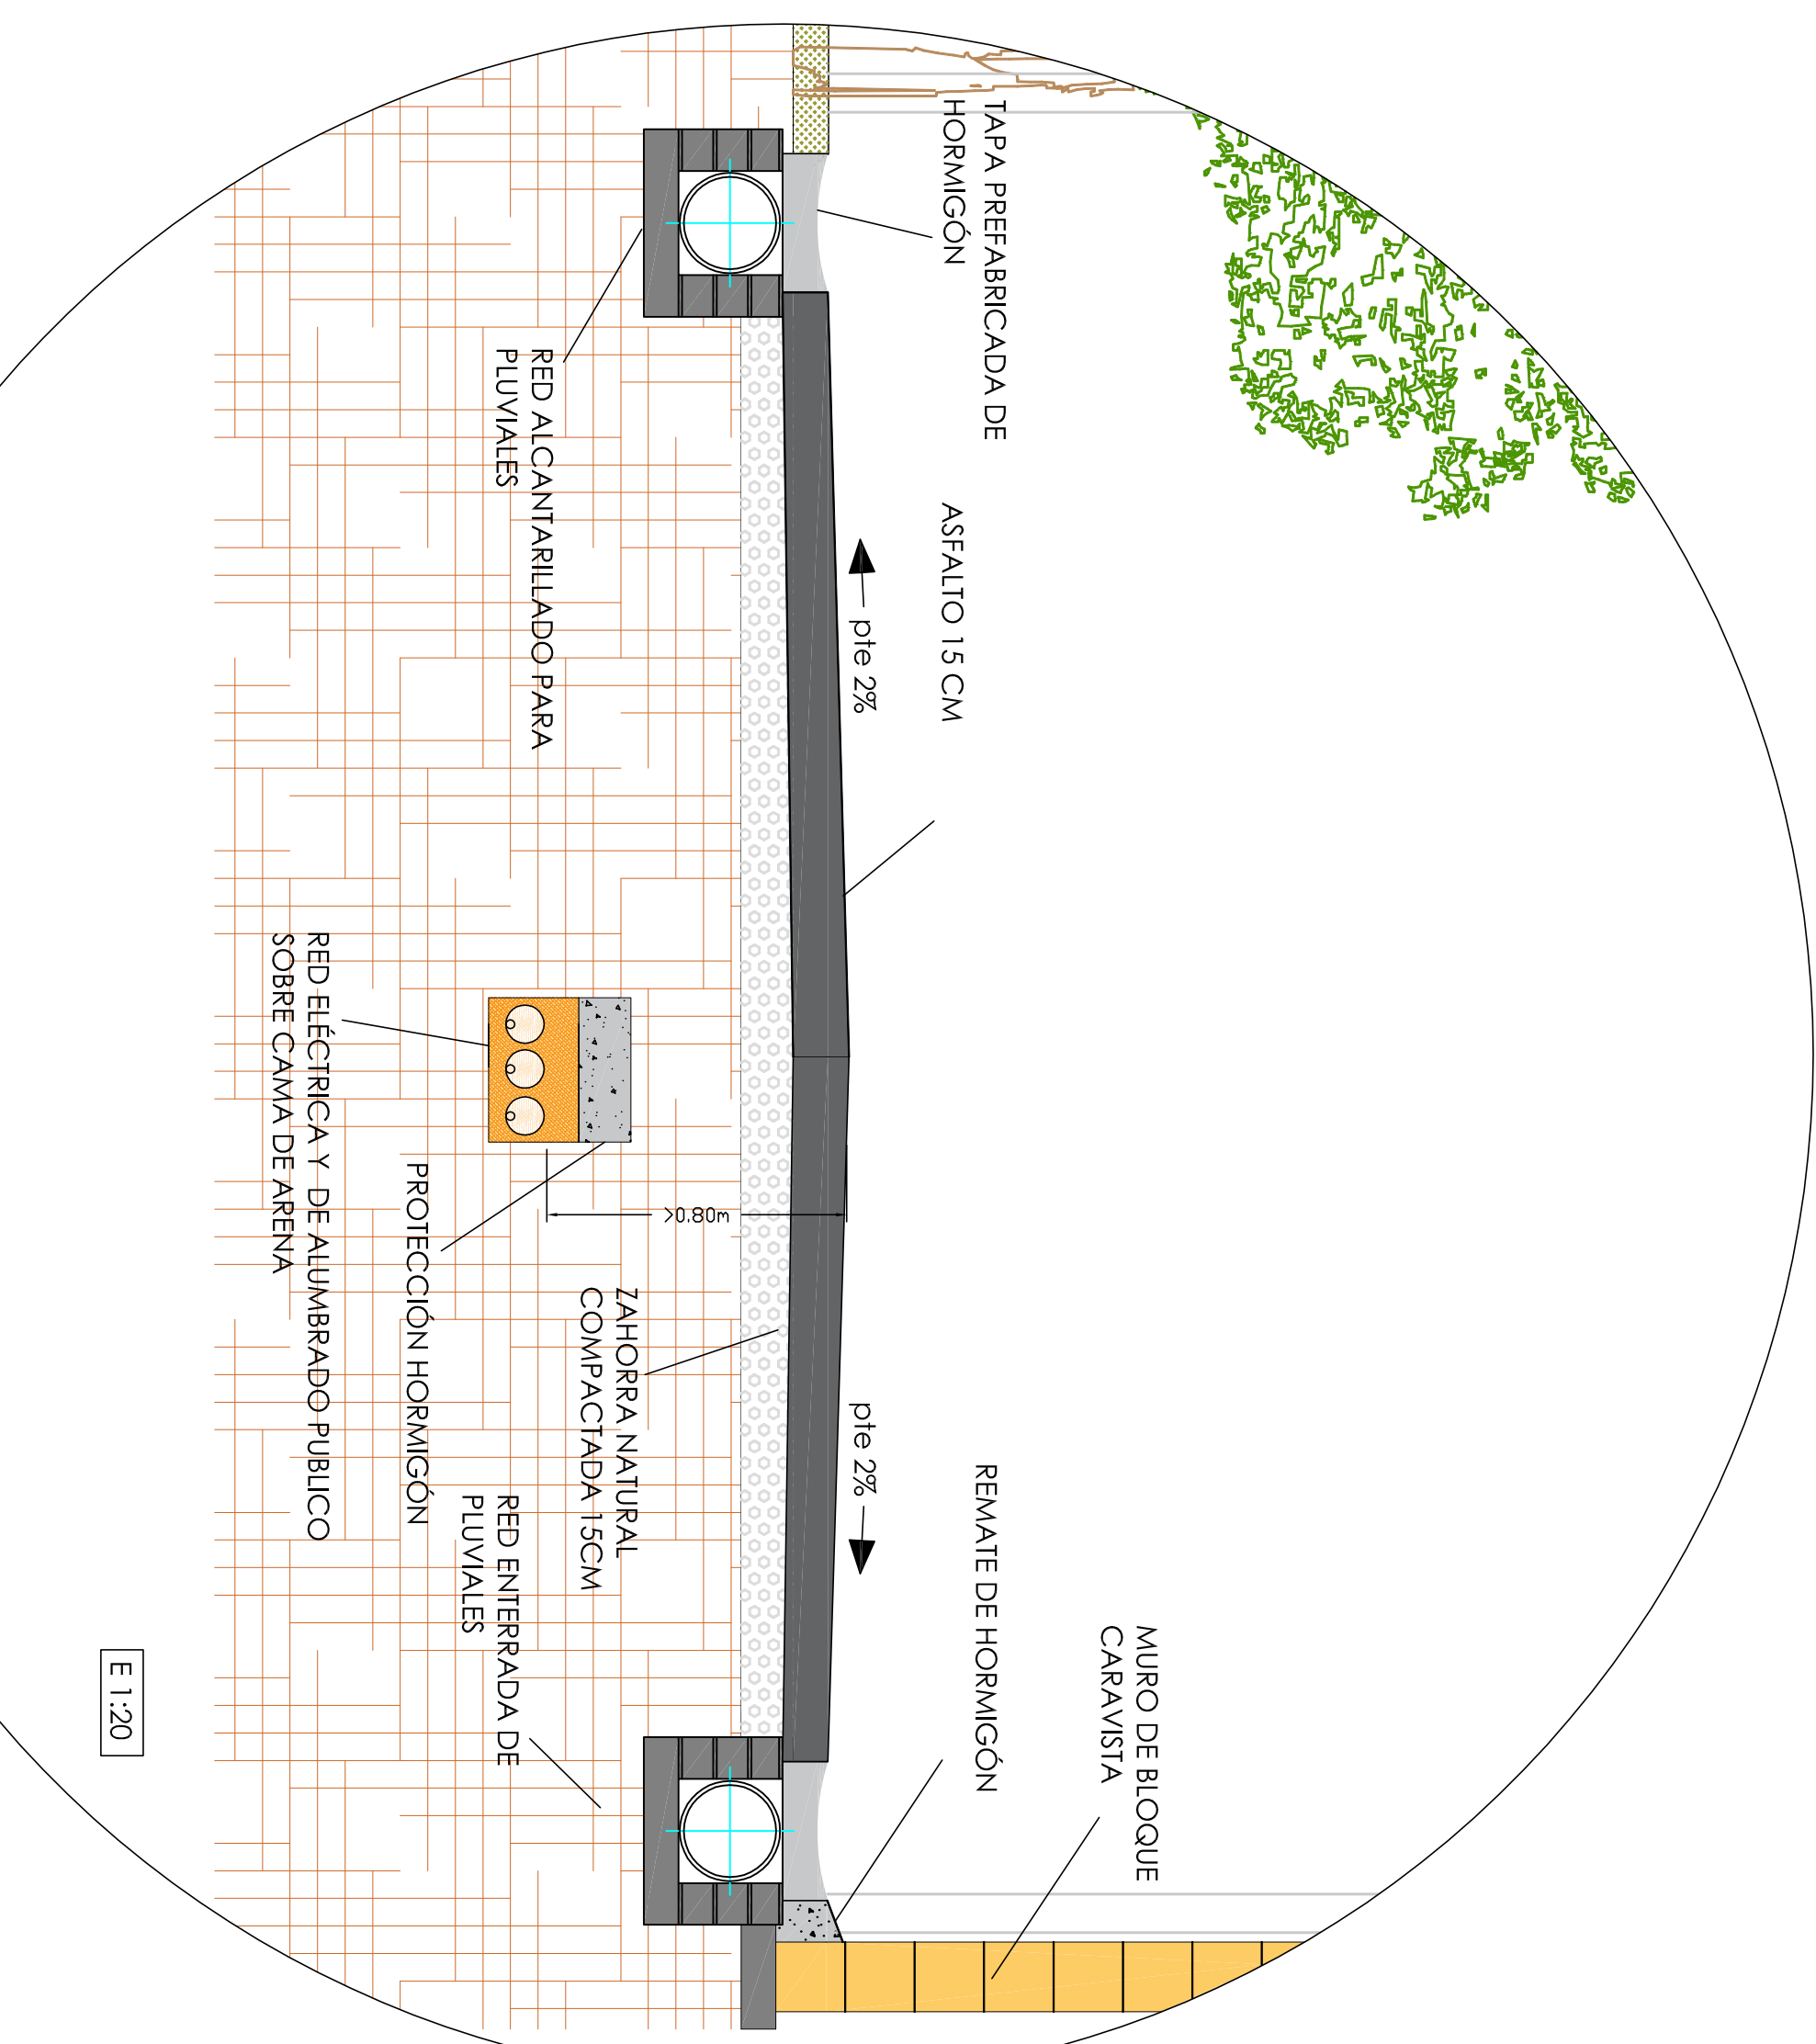 MURO DE BLOQUE
CARAVISTA
TAPA PREFABRICADA DE
HORMIGÓN
REMATE DE HORMIGÓN
ASFALTO 15 CM
pte 2%
pte 2%
>0.80m
ZAHORRA NATURAL
COMPACTADA 15CM
RED ALCANTARILLADO PARA
PLUVIALES
RED ENTERRADA DE
PLUVIALES
PROTECCIÓN HORMIGÓN
RED ELÉCTRICA Y DE ALUMBRADO PUBLICO
SOBRE CAMA DE ARENA
E 1:20